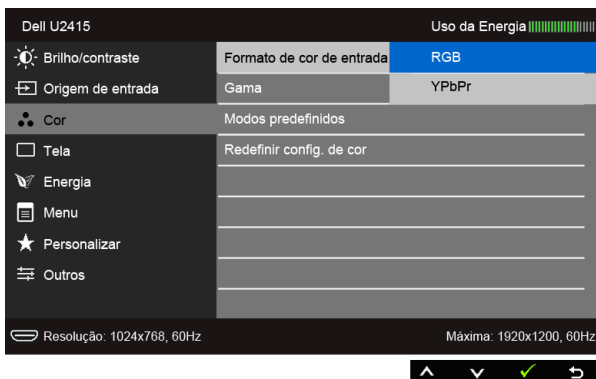 Dell U2415 Uso da Energia
Brilho/contraste Formato de cor de entrada RGB
Origem de entrada Gama YPbPr
Cor Modos predefinidos
Tela Redefinir config. de cor
Energia
Menu
Personalizar
Outros
Resolução: 1024x768, 60Hz Máxima: 1920x1200, 60Hz